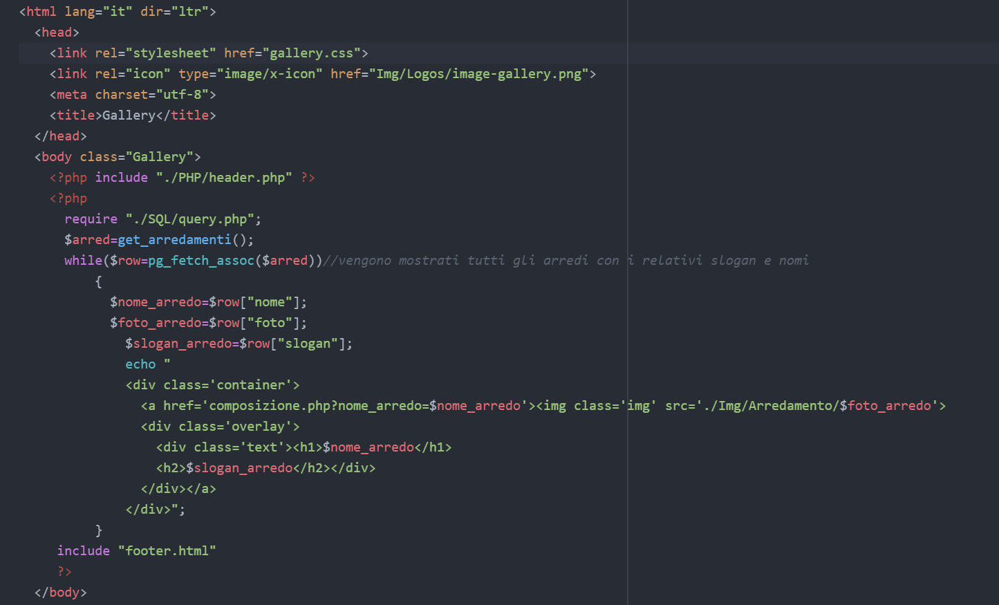 <html lang="it" dir="ltr">
<head>
<link rel="stylesheet" href="gallery.css">
<link rel="icon" type="image/x-icon" href="Img/Logos/image-gallery.png">
<meta charset="utf-8">
<title>Gallery</title>
</head>
<body class="Gallery">
<?php include "./PHP/header.php" ?>
<?php
require "./SQL/query.php";
$arred=get_arredamenti();
while($row=pg_fetch_assoc($arred))//vengono mostrati tutti gli arredi con i relativi slogan e nomi
{
$nome_arredo=$row["nome"];
$foto_arredo=$row["foto"];
$slogan_arredo=$row["slogan"];
echo "
<div class='container'>
<a href='composizione.php?nome_arredo=$nome_arredo'><img class='img' src='./Img/Arredamento/$foto_arredo'>
<div class='overlay'>
<div class='text'><h1>$nome_arredo</h1>
<h2>$slogan_arredo</h2></div>
</div></a>
</div>";
}
include "footer.html"
?>
</body>